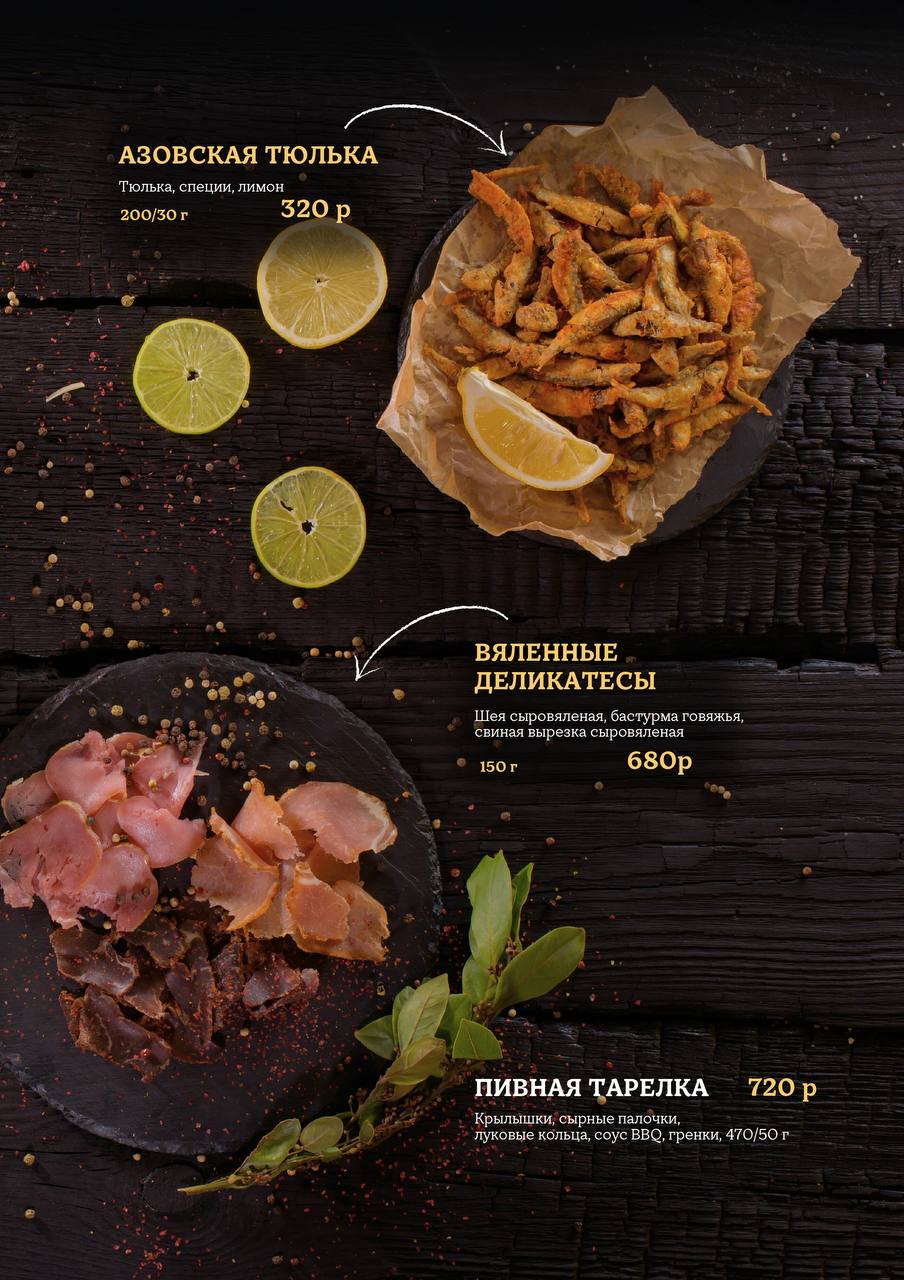 АЗОВСКАЯ ТЮЛЬКА
Тюлька, специи, лимон
200/30 г 320 р
ВЯЛЕННЫЕ
ДЕЛИКАТЕСЫ
Шея сыровяленая, бастурма говяжья,
свиная вырезка сыровяленая
150 г 680р
ПИВНАЯ ТАРЕЛКА 720 р
Крылышки, сырные палочки,
луковые кольца, соус BBQ, гренки, 470/50 г